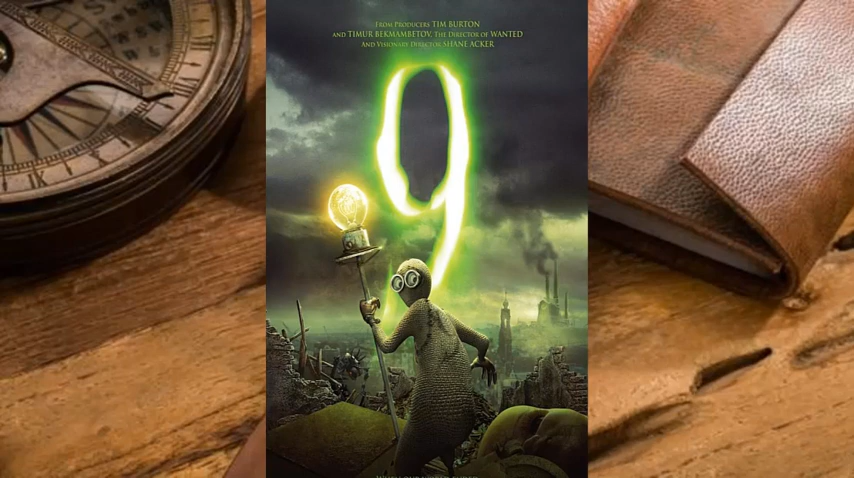 FROM PRODUCERS TIM BURTON
AND TIMUR BEKMAMBETOV, THE DIRECTOR OF WANTED
AND VISIONARY DIRECTOR SHANE ACKER
9